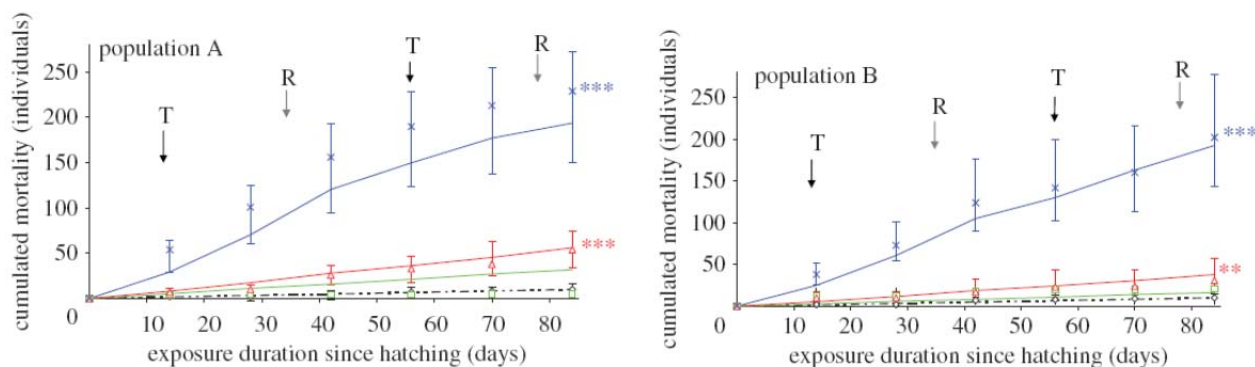 population A
T
R
T
R
250
200
150
100
50
0
***
***
10 20 30 40 50 60 70 80
cumulated mortality (individuals)
exposure duration since hatching (days)
population B
T
R
T
R
250
200
150
100
50
0
***
**
10 20 30 40 50 60 70 80
cumulated mortality (individuals)
exposure duration since hatching (days)